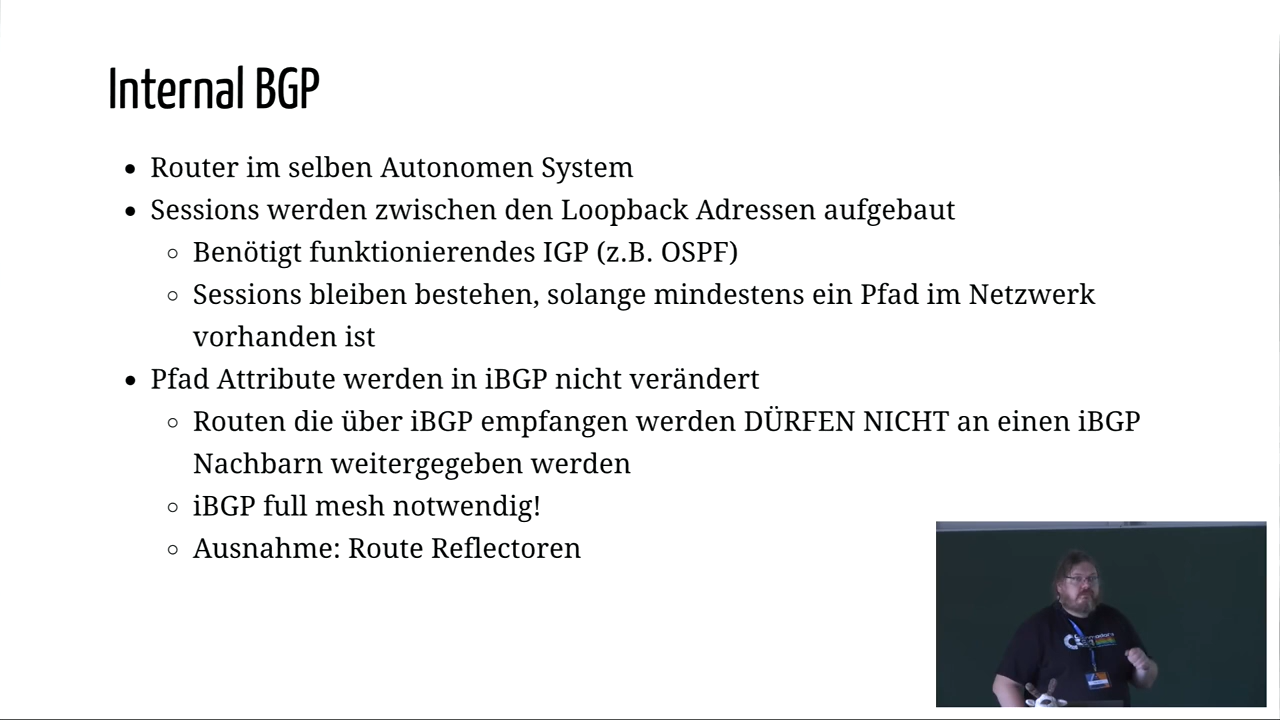 Internal BGP
Router im selben Autonomen System
Sessions werden zwischen den Loopback Adressen aufgebaut
Benötigt funktionierendes IGP (z.B. OSPF)
Sessions bleiben bestehen, solange mindestens ein Pfad im Netzwerk
vorhanden ist
Pfad Attribute werden in iBGP nicht verändert
Routen die über iBGP empfangen werden DÜRFEN NICHT an einen iBGP
Nachbarn weitergegeben werden
iBGP full mesh notwendig!
Ausnahme: Route Reflectoren